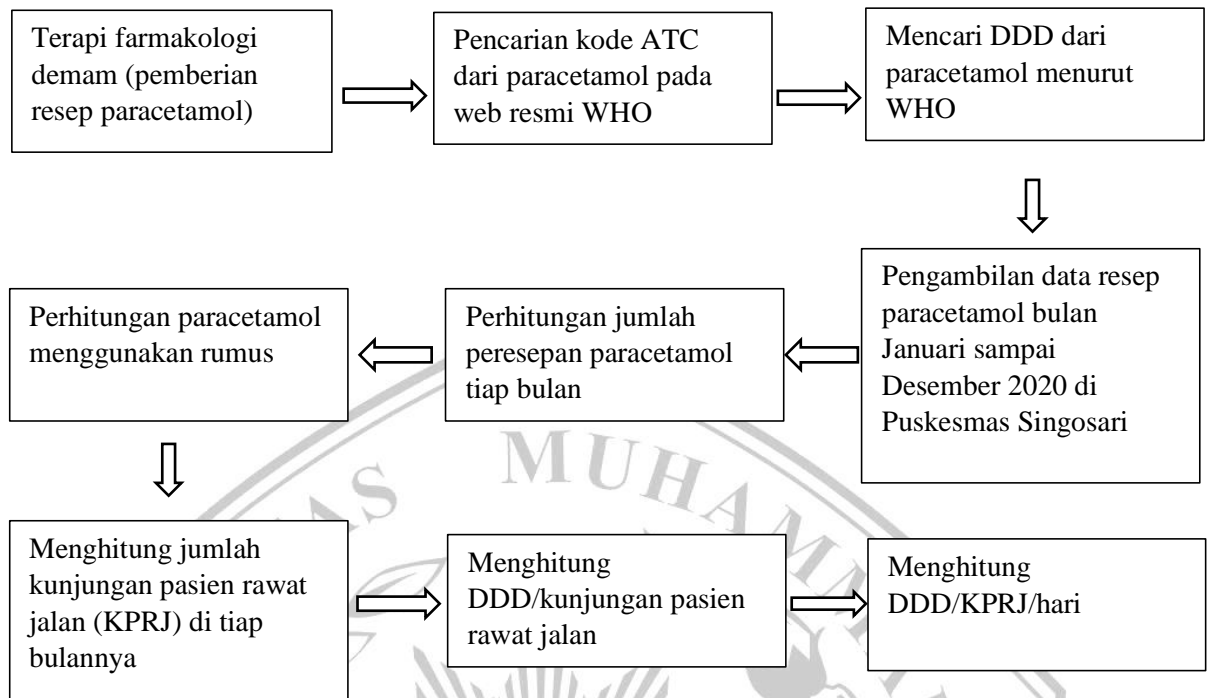 Terapi farmakologi
demam (pemberian
resep paracetamol)
Pencarian kode ATC
dari paracetamol pada
web resmi WHO
Mencari DDD dari
paracetamol menurut
WHO
Pengambilan data resep
paracetamol bulan
Januari sampai
Desember 2020 di
Puskesmas Singosari
Perhitungan jumlah
peresepan paracetamol
tiap bulan
Perhitungan paracetamol
menggunakan rumus
Menghitung jumlah
kunjungan pasien rawat
jalan (KPRJ) di tiap
bulannya
Menghitung
DDD/kunjungan pasien
rawat jalan
Menghitung
DDD/KPRJ/hari